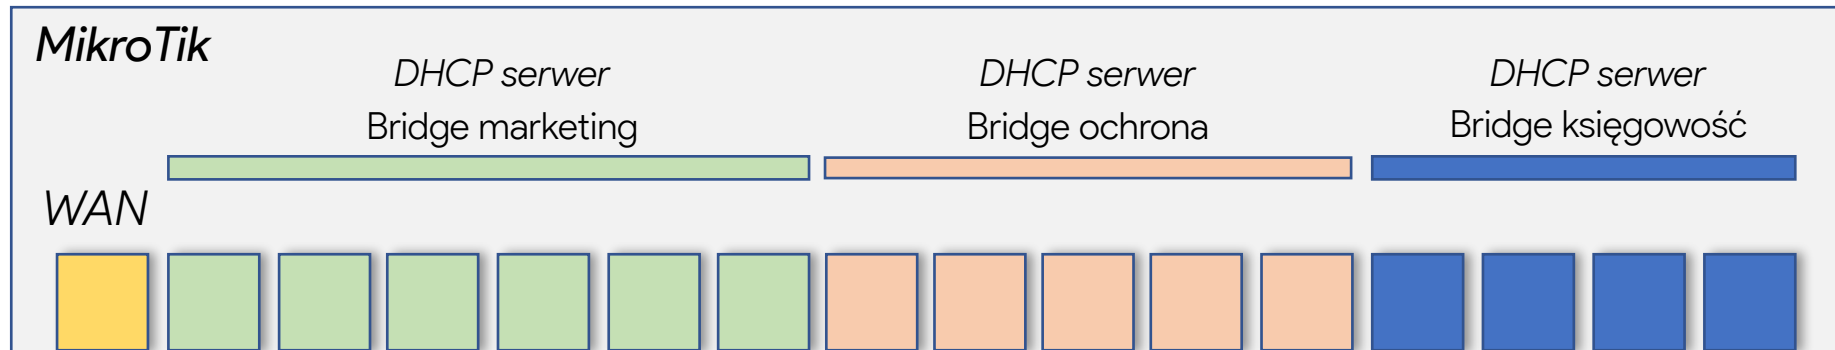 MikroTik
DHCP serwer
Bridge marketing
DHCP serwer
Bridge ochrona
DHCP serwer
Bridge księgowość
WAN